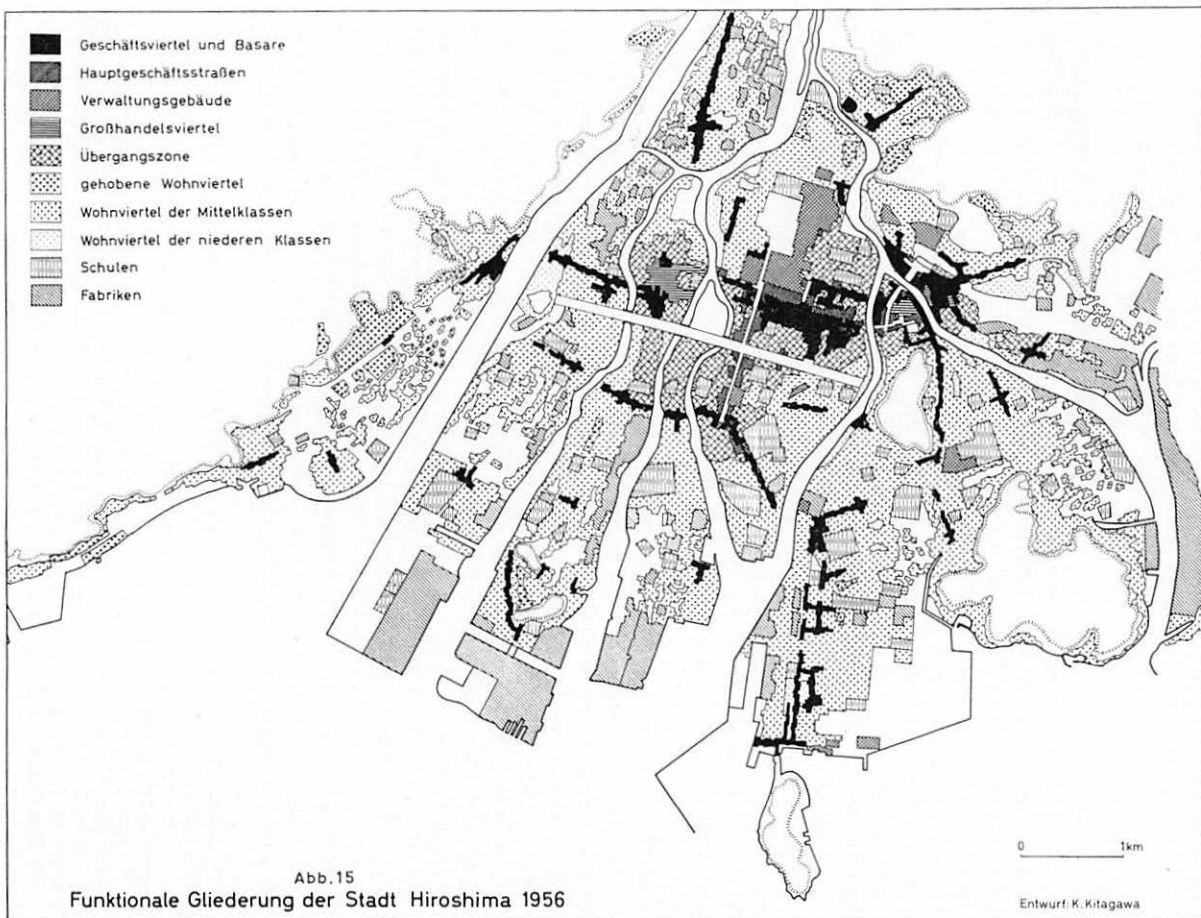 Geschäftsviertel und Basare
Hauptgeschäftsstraßen
Verwaltungsgebäude
Großhandelsviertel
Übergangszone
gehobene Wohnviertel
Wohnviertel der Mittelklassen
Wohnviertel der niederen Klassen
Schulen
Fabriken
0 1km
Abb.15
Funktionale Gliederung der Stadt Hiroshima 1956
Entwurf: K. Kitagawa